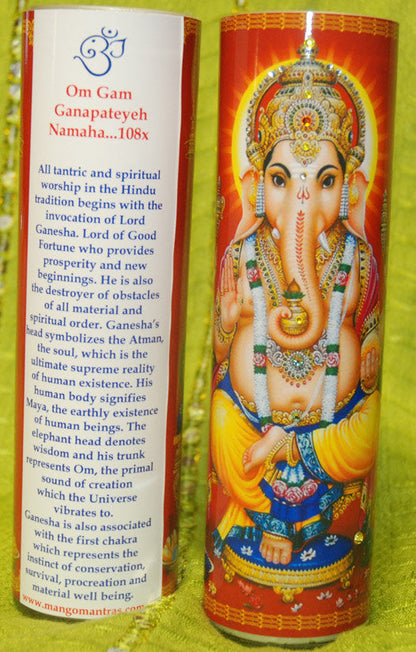 ॐ
Om Gam
Ganapateyeh
Namaha...108x
All tantric and spiritual
worship in the Hindu
tradition begins with the
invocation of Lord
Ganesha. Lord of Good
Fortune who provides
prosperity and new
beginnings. He is also
the destroyer of obstacles
of all material and
spiritual order. Ganesha's
head symbolizes the Atman,
the soul, which is the
ultimate supreme reality
of human existence. His
human body signifies
Maya, the earthly existence
of human beings. The
elephant head denotes
wisdom and his trunk
represents Om, the primal
sound of creation
which the Universe
vibrates to.
Ganesha is also associated
with the first chakra
which represents the
instinct of conservation,
survival, procreation and
material well being.
www.mangomantras.com